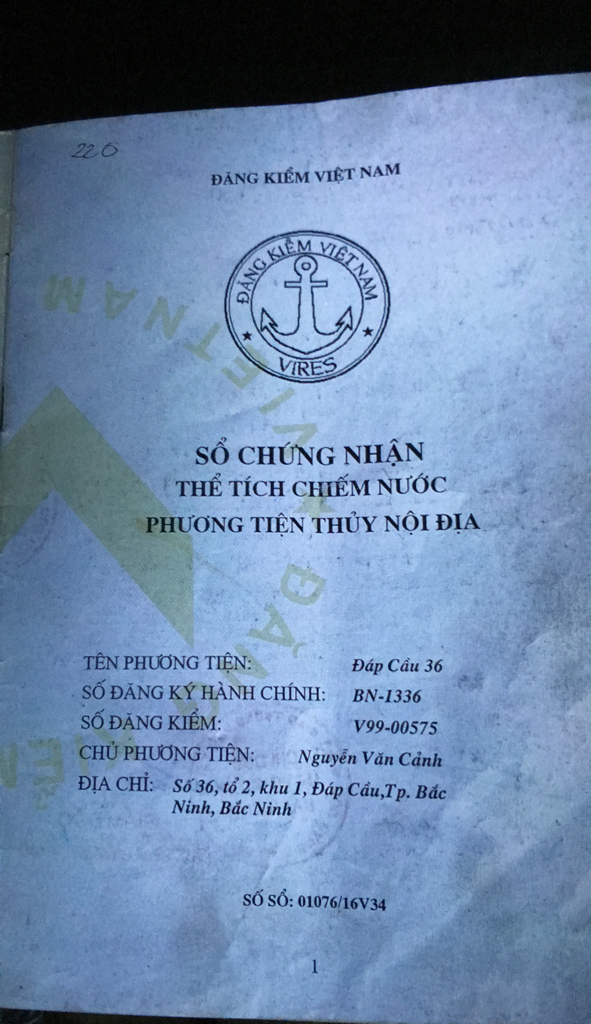 220
ĐĂNG KIỂM VIỆT NAM
ĐĂNG KIỂM VIỆT NAM
VIRES
SỔ CHỨNG NHẬN
THỂ TÍCH CHIẾM NƯỚC
PHƯƠNG TIỆN THỦY NỘI ĐỊA
TÊN PHƯƠNG TIỆN: Đáp Cầu 36
SỐ ĐĂNG KÝ HÀNH CHÍNH: BN-1336
SỐ ĐĂNG KIỂM: V99-00575
CHỦ PHƯƠNG TIỆN: Nguyễn Văn Cảnh
ĐỊA CHỈ: Số 36, tổ 2, khu 1, Đáp Cầu,Tp. Bắc
Ninh, Bắc Ninh
SỐ SỔ: 01076/16V34
1